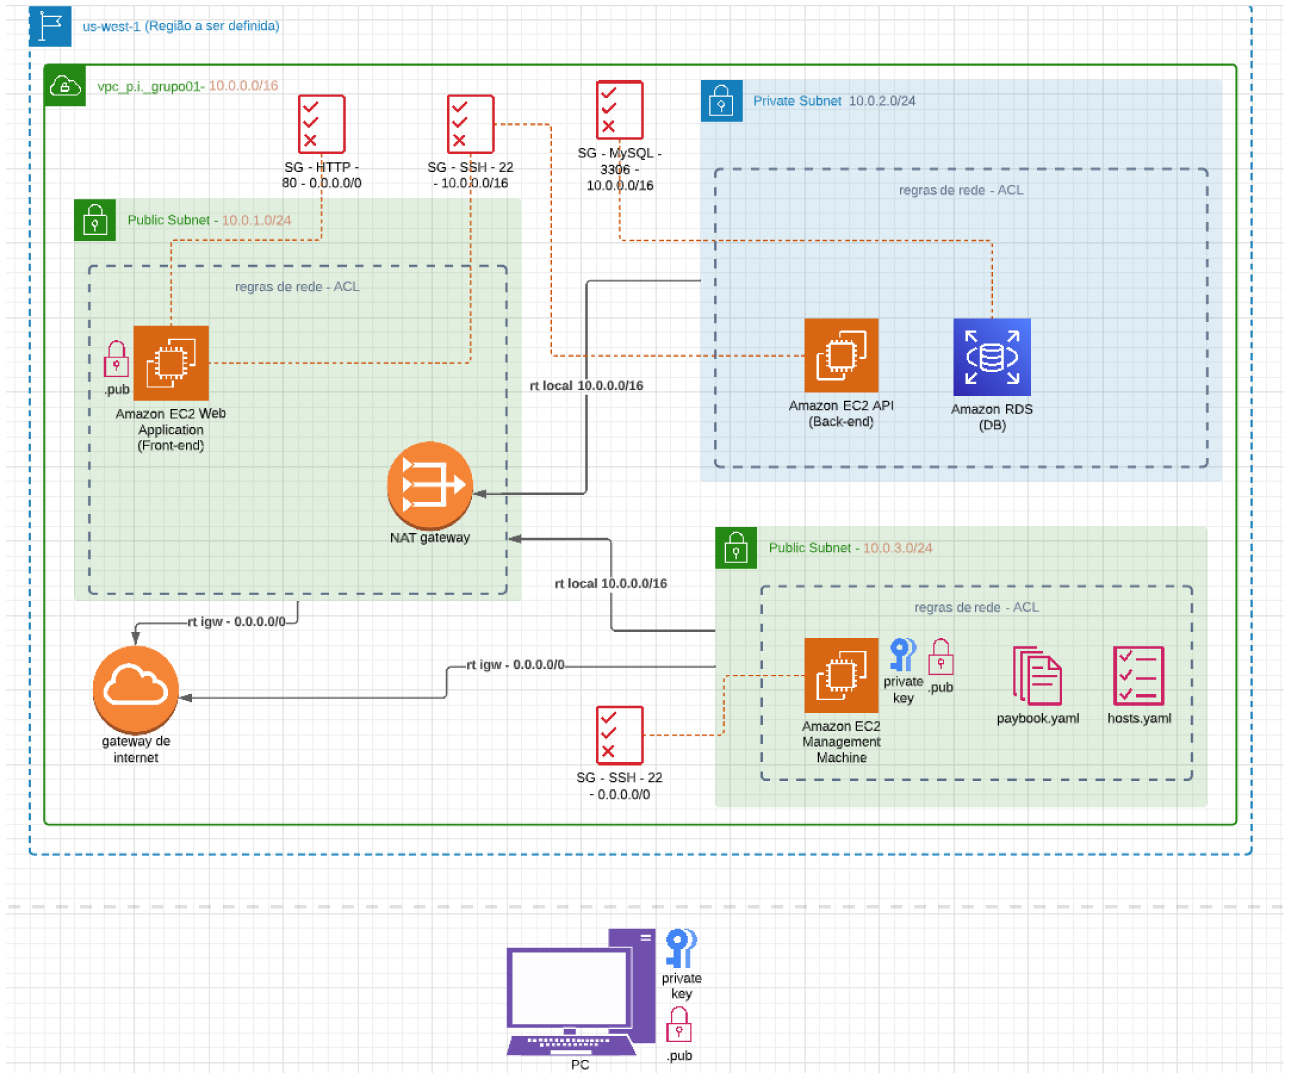 us-west-1 (Região a ser definida)
vpc_p.i._grupo01- 10.0.0.0/16
SG - HTTP -
80 - 0.0.0.0/0
SG - SSH - 22
- 10.0.0.0/16
SG - MySQL -
3306 -
10.0.0.0/16
Private Subnet 10.0.2.0/24
regras de rede - ACL
Public Subnet - 10.0.1.0/24
regras de rede - ACL
.pub
Amazon EC2 Web
Application
(Front-end)
rt local 10.0.0.0/16
Amazon EC2 API
(Back-end)
Amazon RDS
(DB)
NAT gateway
Public Subnet - 10.0.3.0/24
rt local 10.0.0.0/16
regras de rede - ACL
rt igw - 0.0.0.0/0
rt igw - 0.0.0.0/0
private
key
.pub
paybook.yaml
hosts.yaml
Amazon EC2
Management
Machine
gateway de
internet
SG - SSH - 22
- 0.0.0.0/0
private
key
.pub
PC